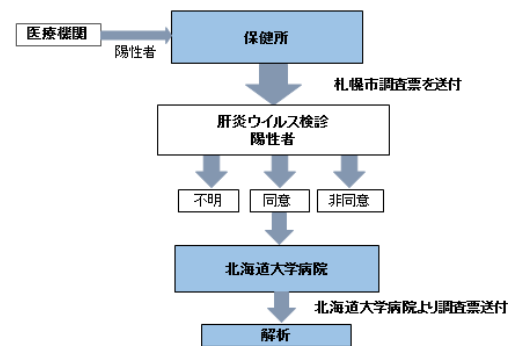 医療機関
陽性者
保健所
札幌市調査票を送付
肝炎ウイルス検診
陽性者
不明
同意
非同意
北海道大学病院
北海道大学病院より調査票送付
解析